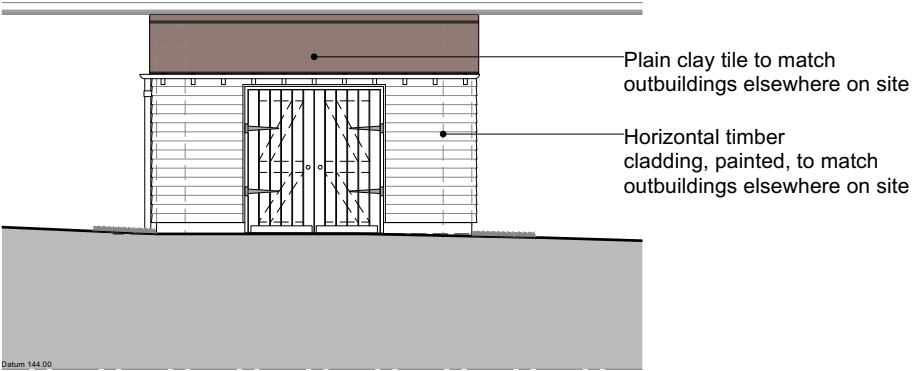 Plain clay tile to match
outbuildings elsewhere on site
Horizontal timber
cladding, painted, to match
outbuildings elsewhere on site
Datum 144.00